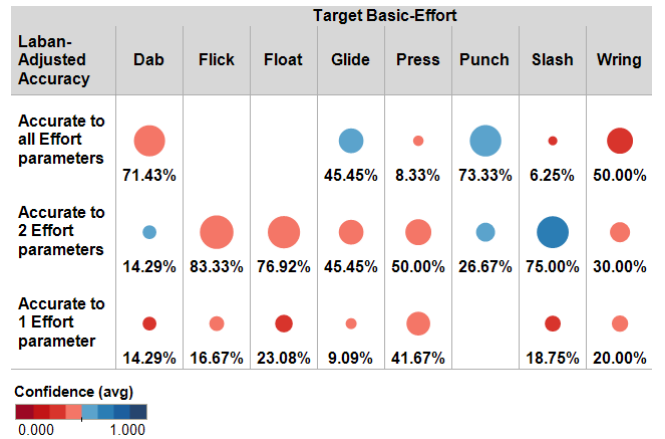 Target Basic-Effort
Laban-
Adjusted
Accuracy
Dab Flick Float Glide Press Punch Slash Wring
Accurate to
all Effort
parameters
71.43% 45.45% 8.33% 73.33% 6.25% 50.00%
Accurate to
2 Effort
parameters
14.29% 83.33% 76.92% 45.45% 50.00% 26.67% 75.00% 30.00%
Accurate to
1 Effort
parameter
14.29% 16.67% 23.08% 9.09% 41.67% 18.75% 20.00%
Confidence (avg)
0.000 1.000